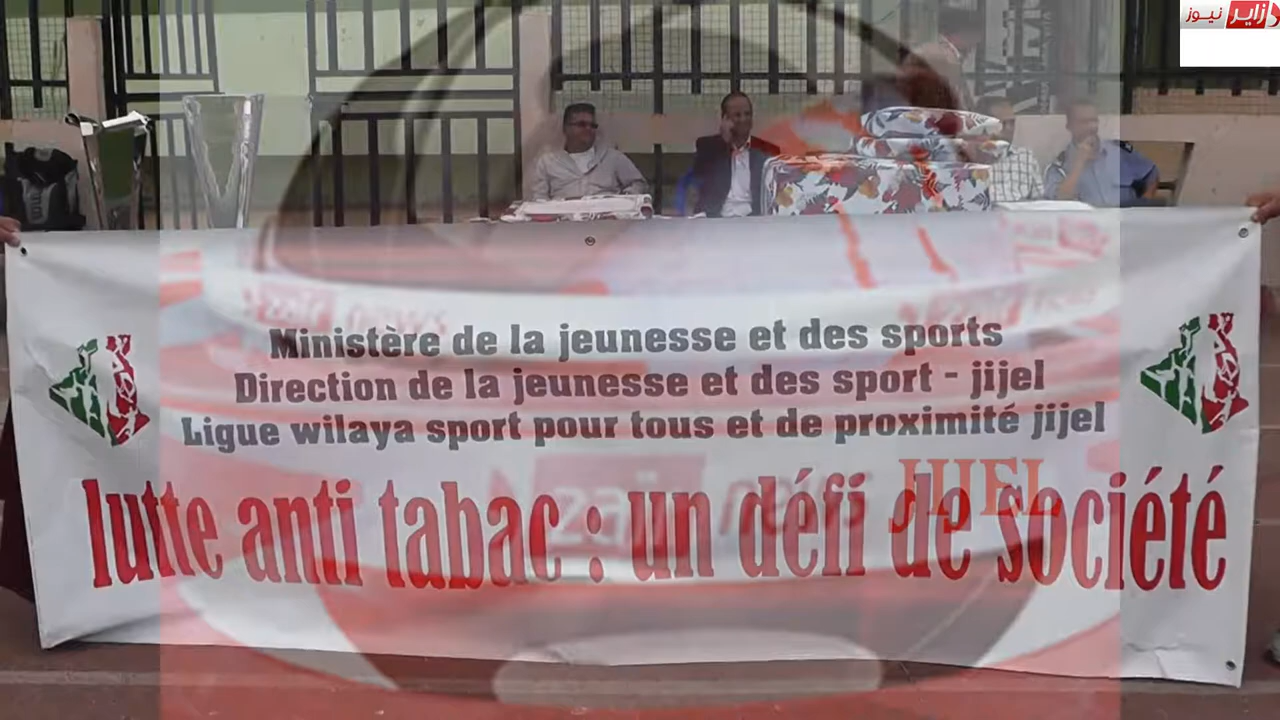 زاير نيوز
Ministère de la jeunesse et des sports
Direction de la jeunesse et des sport - jijel
Ligue wilaya sport pour tous et de proximité jijel
lutte anti tabac : un défi de société
JIJEL